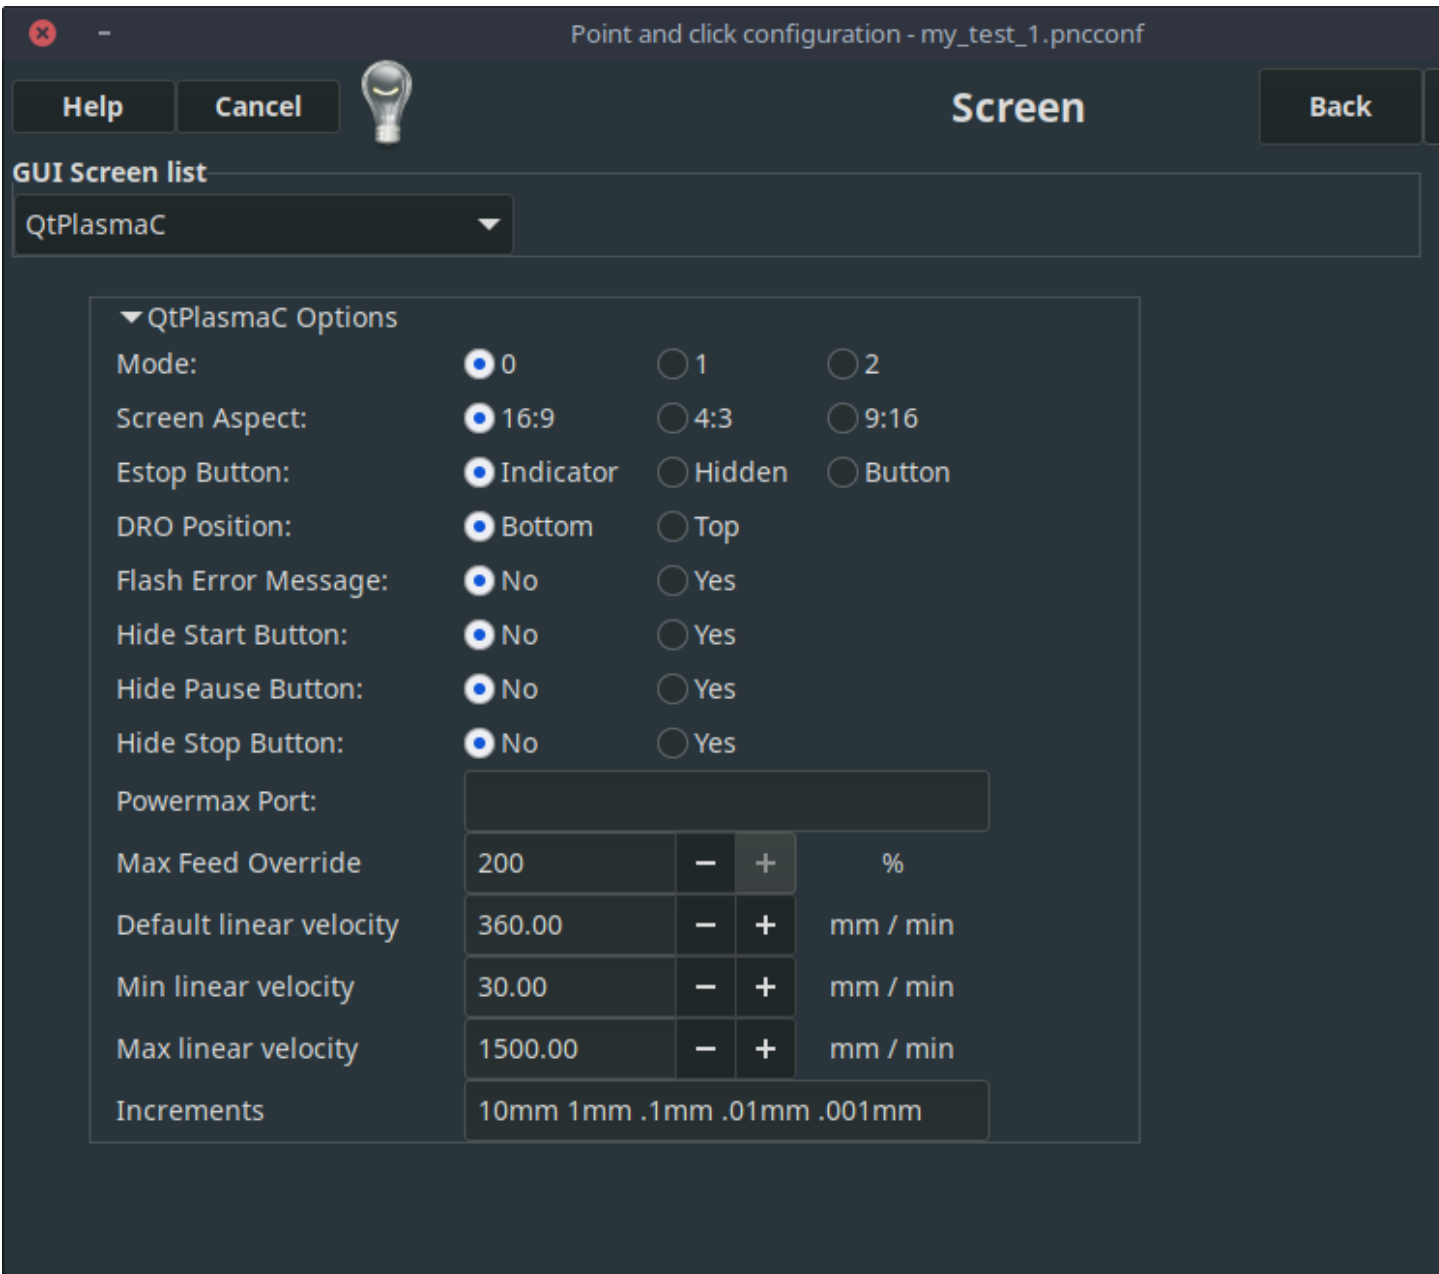 Point and click configuration - my_test_1.pncconf
Help Cancel Screen Back
GUI Screen list
QtPlasmaC
QtPlasmaC Options
Mode: 0 1 2
Screen Aspect: 16:9 4:3 9:16
Estop Button: Indicator Hidden Button
DRO Position: Bottom Top
Flash Error Message: No Yes
Hide Start Button: No Yes
Hide Pause Button: No Yes
Hide Stop Button: No Yes
Powermax Port:
Max Feed Override 200 − + %
Default linear velocity 360.00 − + mm / min
Min linear velocity 30.00 − + mm / min
Max linear velocity 1500.00 − + mm / min
Increments 10mm 1mm .1mm .01mm .001mm